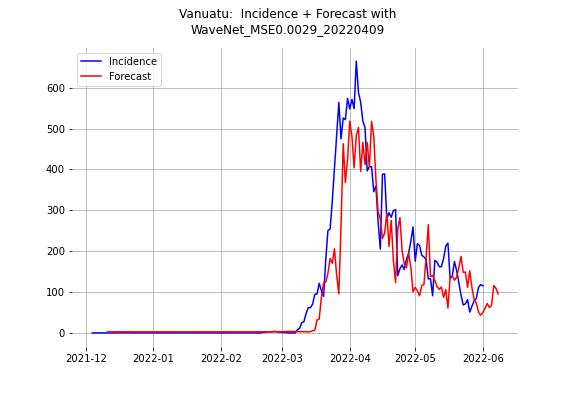 Vanuatu:  Incidence + Forecast with
WaveNet_MSE0.0029_20220409
Incidence
Forecast
600
500
400
300
200
100
0
2021-12 2022-01 2022-02 2022-03 2022-04 2022-05 2022-06